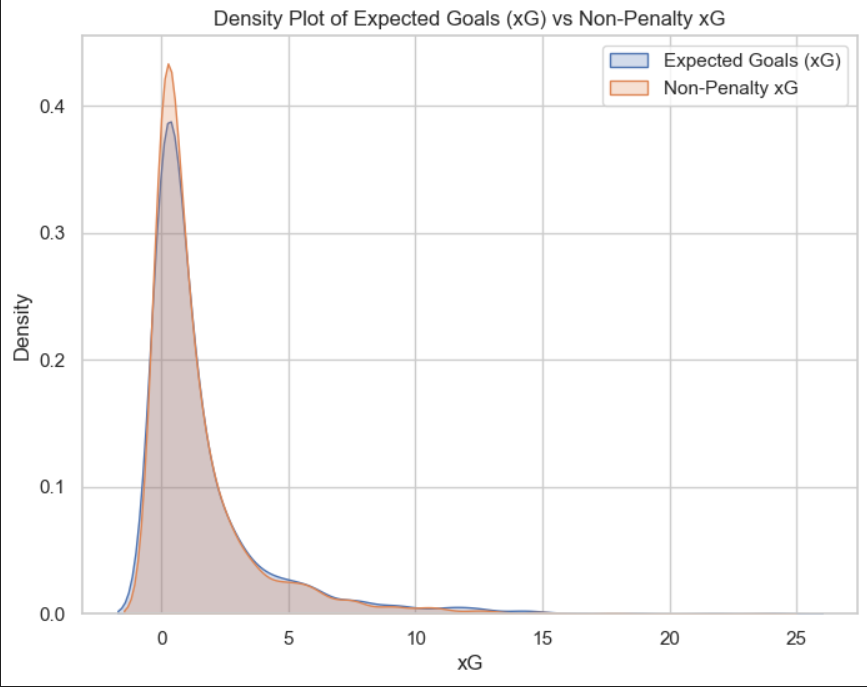 Density Plot of Expected Goals (xG) vs Non-Penalty xG
Expected Goals (xG)
Non-Penalty xG
Density
0.4
0.3
0.2
0.1
0.0
0 5 10 15 20 25
xG